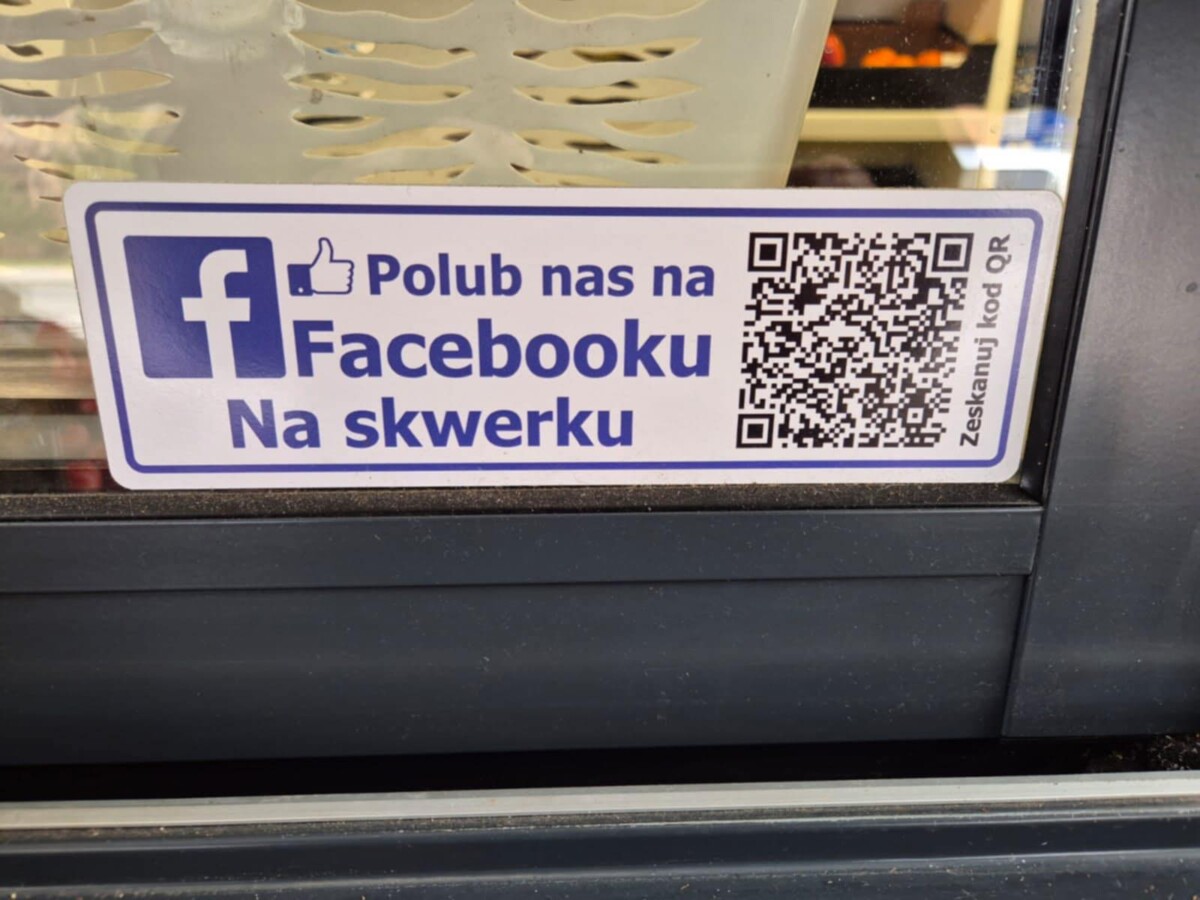 f
Polub nas na
Facebooku
Na skwerku
Zeskanuj kod QR